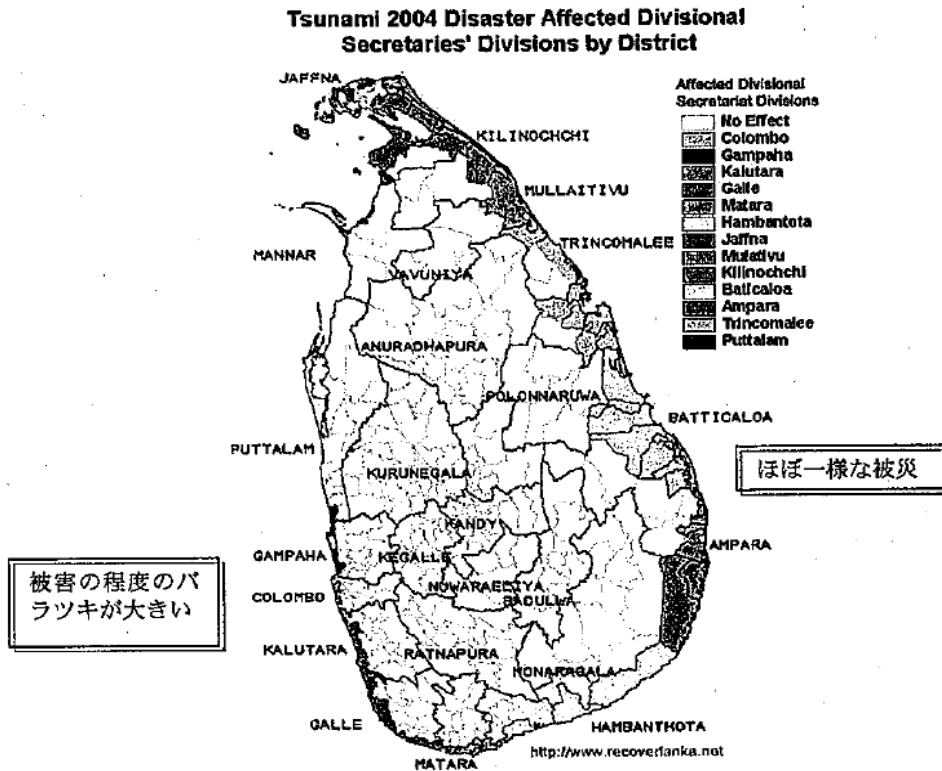 Tsunami 2004 Disaster Affected Divisional
Secretaries' Divisions by District
JAFFNA
Affected Divisional
Secretariat Divisions
No Effect
Colombo
Gampaha
Kalutara
Galle
Matara
Hambantota
Jaffna
Mulativu
Kilinochchi
Baticaloa
Ampara
Trincomalee
Puttalam
KILINOCHCHI
MULLAITIVU
TRINCOMALEE
MANNAR
VAVUNIYA
ANURADHAPURA
POLONNARUWA
BATTICALOA
PUTTALAM
KURUNEGALA
ほぼ一様な被災
KANDY
AMPARA
GAMPAHA
KEGALLE
被害の程度のバ
ラツキが大きい
NUWARAELIYA
COLOMBO
BADULLA
KALUTARA
RATNAPURA
MONARAGALA
GALLE
HAMBANTHOTA
http://www.recoverlanka.net
MATARA